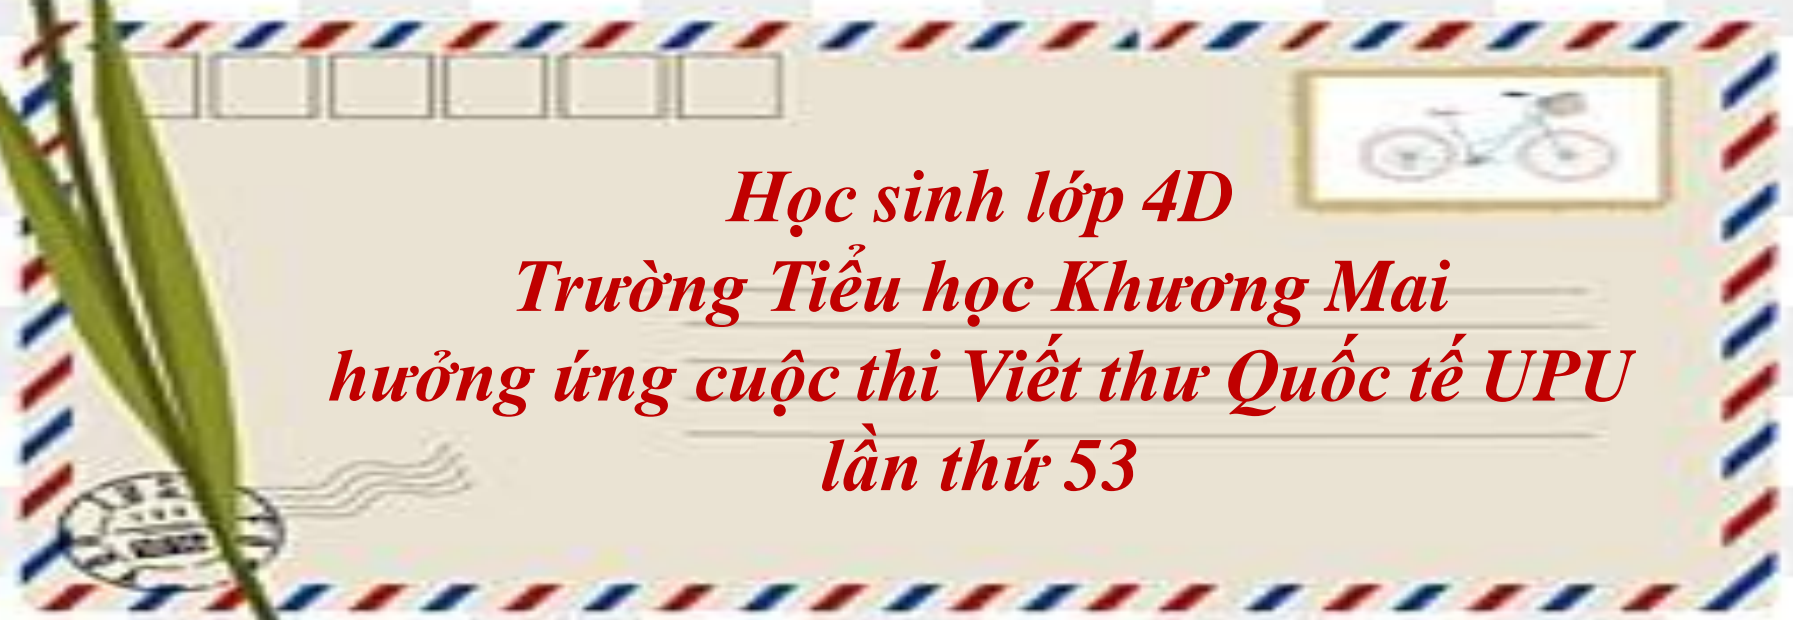 Học sinh lớp 4D
Trường Tiểu học Khương Mai
hưởng ứng cuộc thi Viết thư Quốc tế UPU
lần thứ 53